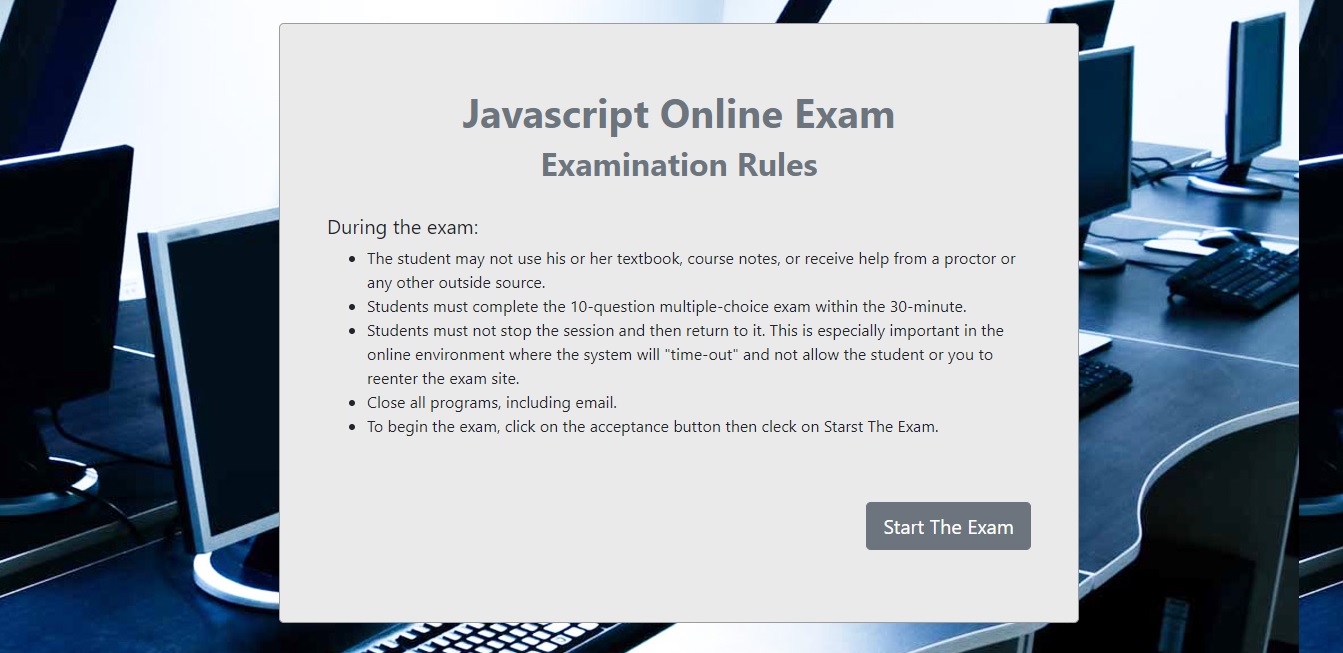 Javascript Online Exam
Examination Rules
During the exam:
The student may not use his or her textbook, course notes, or receive help from a proctor or
any other outside source.
Students must complete the 10-question multiple-choice exam within the 30-minute.
Students must not stop the session and then return to it. This is especially important in the
online environment where the system will "time-out" and not allow the student or you to
reenter the exam site.
Close all programs, including email.
To begin the exam, click on the acceptance button then cleck on Starst The Exam.
Start The Exam